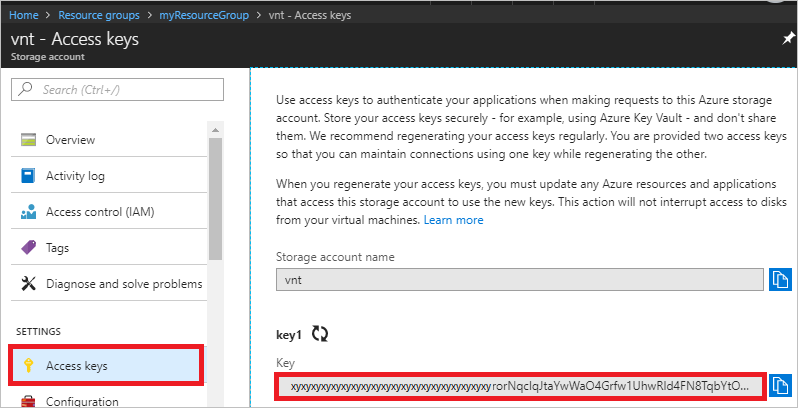 Home > Resource groups > myResourceGroup > vnt - Access keys
vnt - Access keys
Storage account
Search (Ctrl+/)
Overview
Activity log
Access control (IAM)
Tags
Diagnose and solve problems
SETTINGS
Access keys
Configuration
Use access keys to authenticate your applications when making requests to this Azure storage
account. Store your access keys securely - for example, using Azure Key Vault - and don't share
them. We recommend regenerating your access keys regularly. You are provided two access keys
so that you can maintain connections using one key while regenerating the other.
When you regenerate your access keys, you must update any Azure resources and applications
that access this storage account to use the new keys. This action will not interrupt access to disks
from your virtual machines. Learn more
Storage account name
vnt
key1
Key
xyxyxyxyxyxyxyxyxyxyxyxyxyxyxyxyxyxyxyxyrorNqcIqJtaYwWaO4Grfw1UhwRld4FN8TqbYtO...